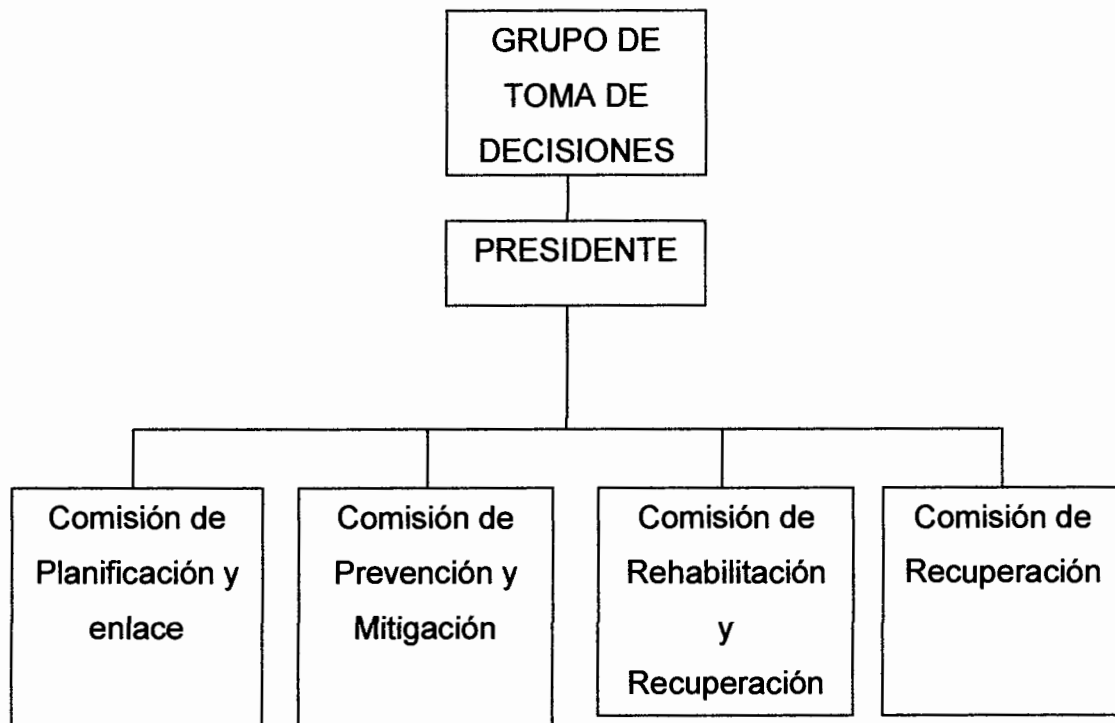 GRUPO DE
TOMA DE
DECISIONES
PRESIDENTE
Comisión de
Planificación y
enlace
Comisión de
Prevención y
Mitigación
Comisión de
Rehabilitación
y
Recuperación
Comisión de
Recuperación